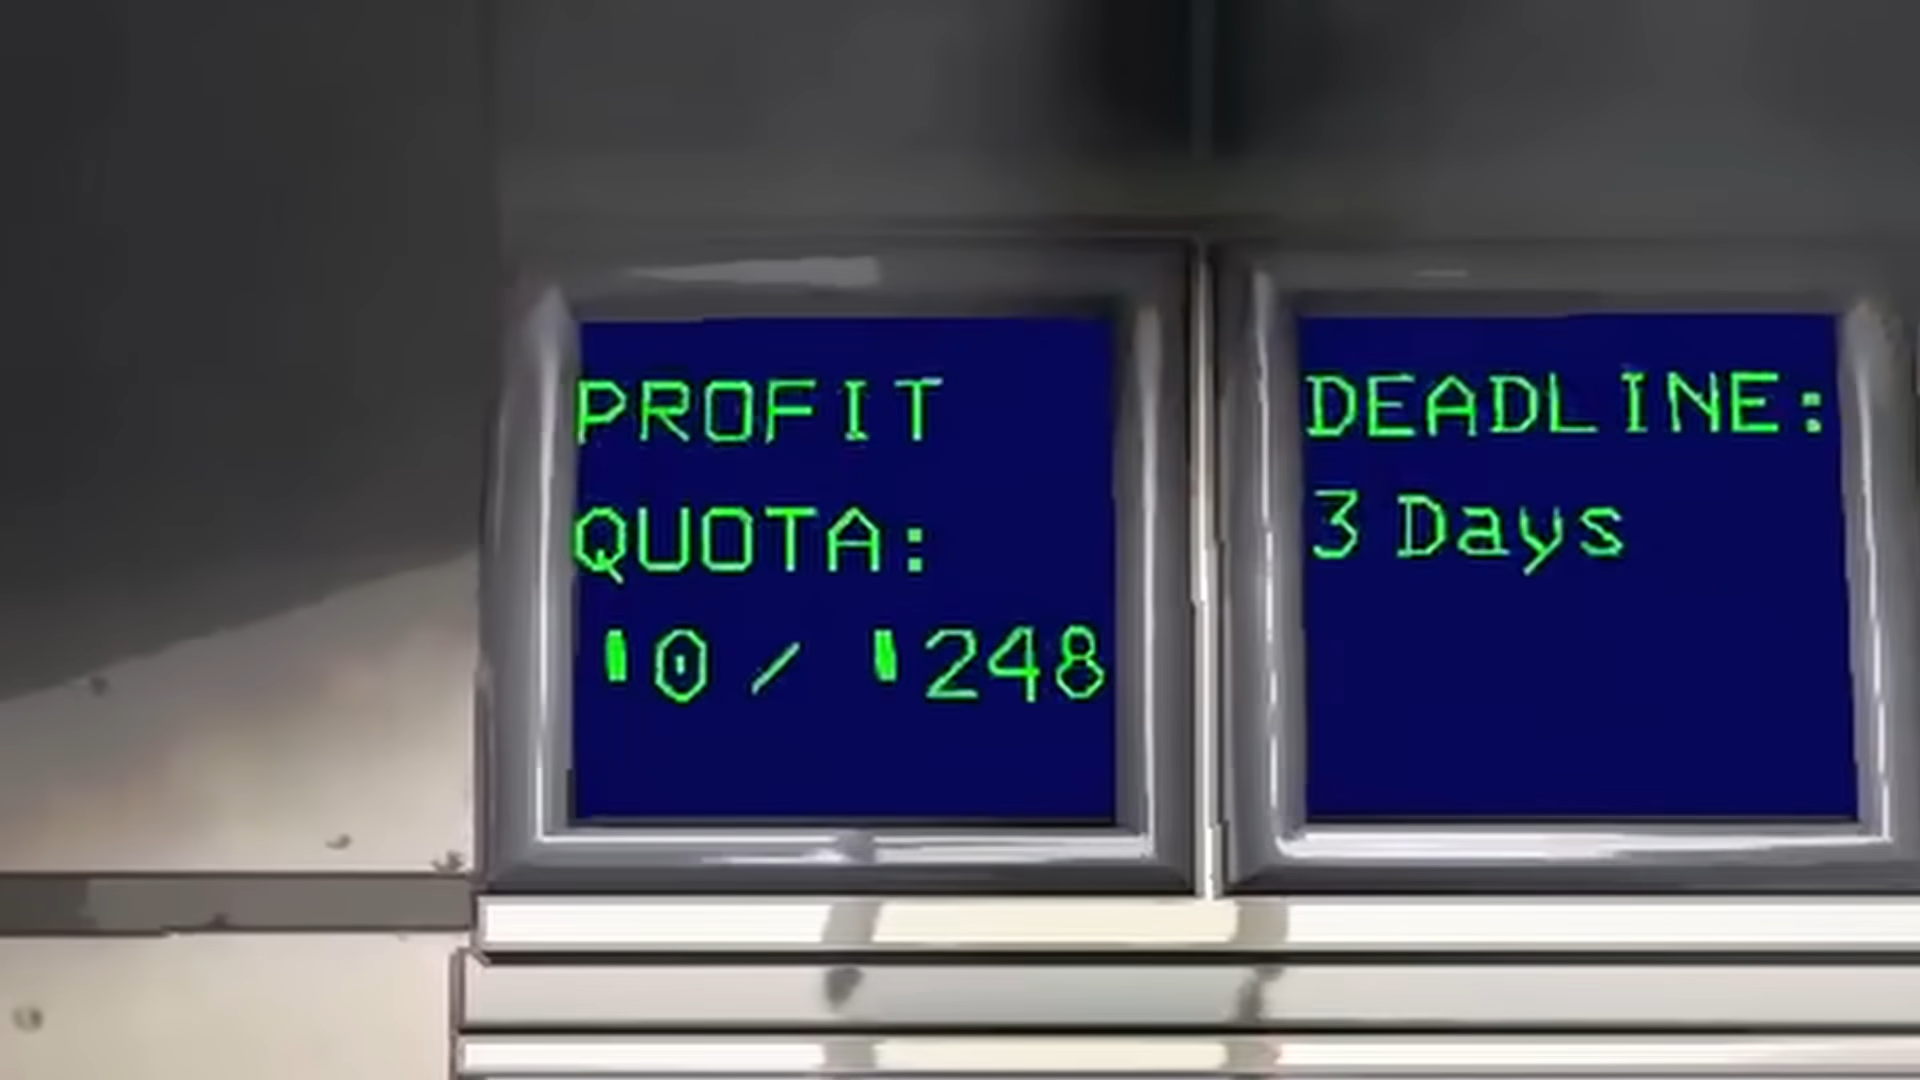 PROFIT
QUOTA:
▮0 / ▮248
DEADLINE:
3 Days